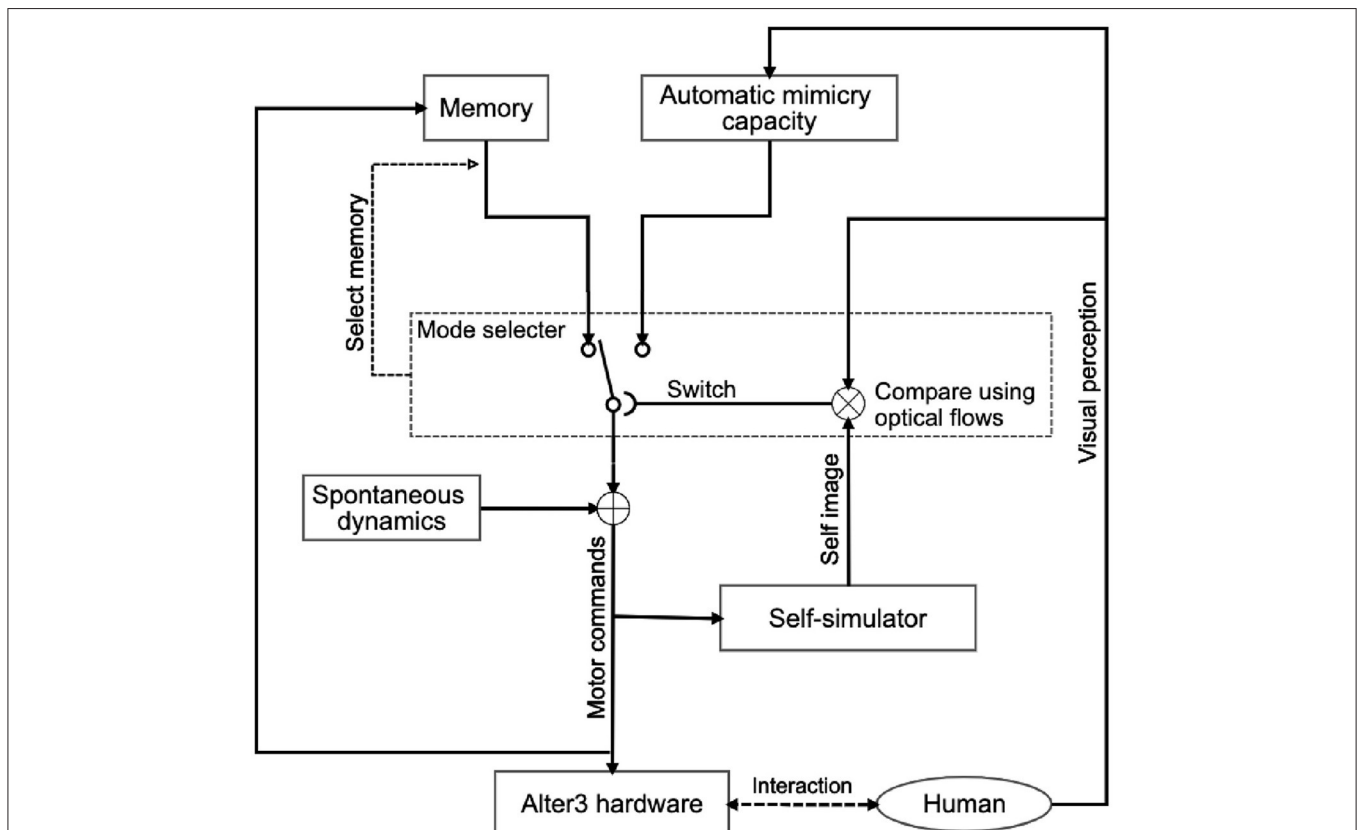 Memory
Automatic mimicry
capacity
Select memory
Mode selecter
Switch
Compare using
optical flows
Visual perception
Spontaneous
dynamics
Self image
Motor commands
Self-simulator
Alter3 hardware
Interaction
Human